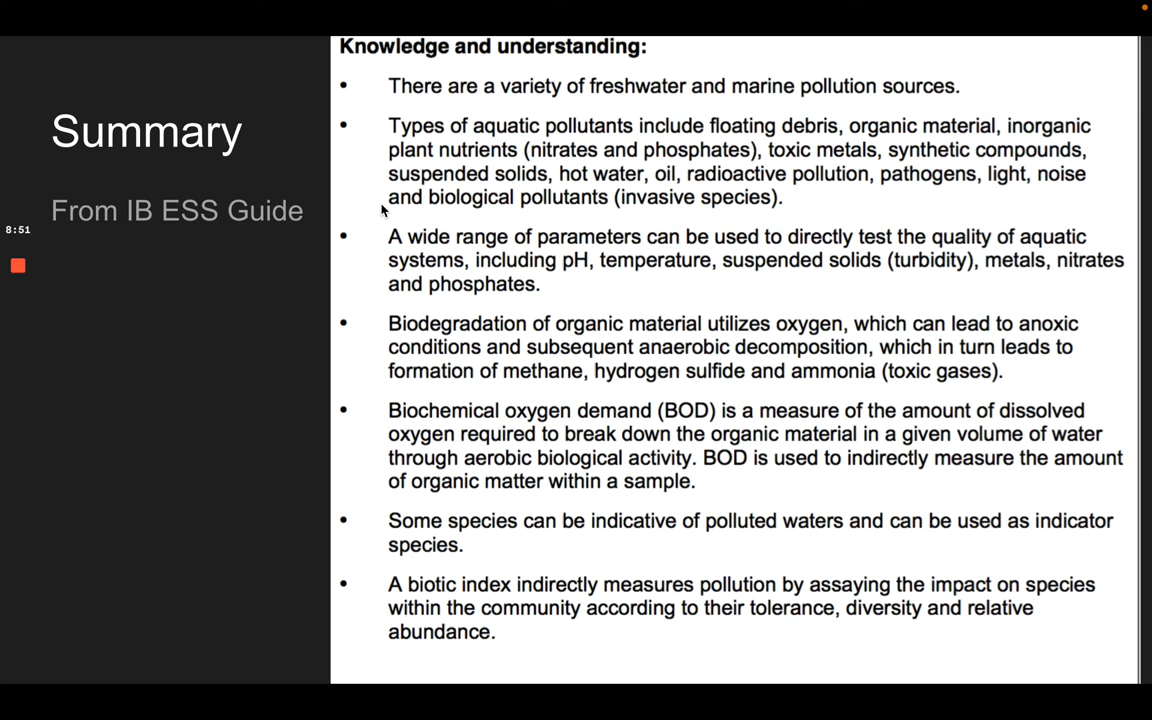 Summary
From IB ESS Guide
8:51
Knowledge and understanding:
• There are a variety of freshwater and marine pollution sources.
• Types of aquatic pollutants include floating debris, organic material, inorganic
plant nutrients (nitrates and phosphates), toxic metals, synthetic compounds,
suspended solids, hot water, oil, radioactive pollution, pathogens, light, noise
and biological pollutants (invasive species).
• A wide range of parameters can be used to directly test the quality of aquatic
systems, including pH, temperature, suspended solids (turbidity), metals, nitrates
and phosphates.
• Biodegradation of organic material utilizes oxygen, which can lead to anoxic
conditions and subsequent anaerobic decomposition, which in turn leads to
formation of methane, hydrogen sulfide and ammonia (toxic gases).
• Biochemical oxygen demand (BOD) is a measure of the amount of dissolved
oxygen required to break down the organic material in a given volume of water
through aerobic biological activity. BOD is used to indirectly measure the amount
of organic matter within a sample.
• Some species can be indicative of polluted waters and can be used as indicator
species.
• A biotic index indirectly measures pollution by assaying the impact on species
within the community according to their tolerance, diversity and relative
abundance.